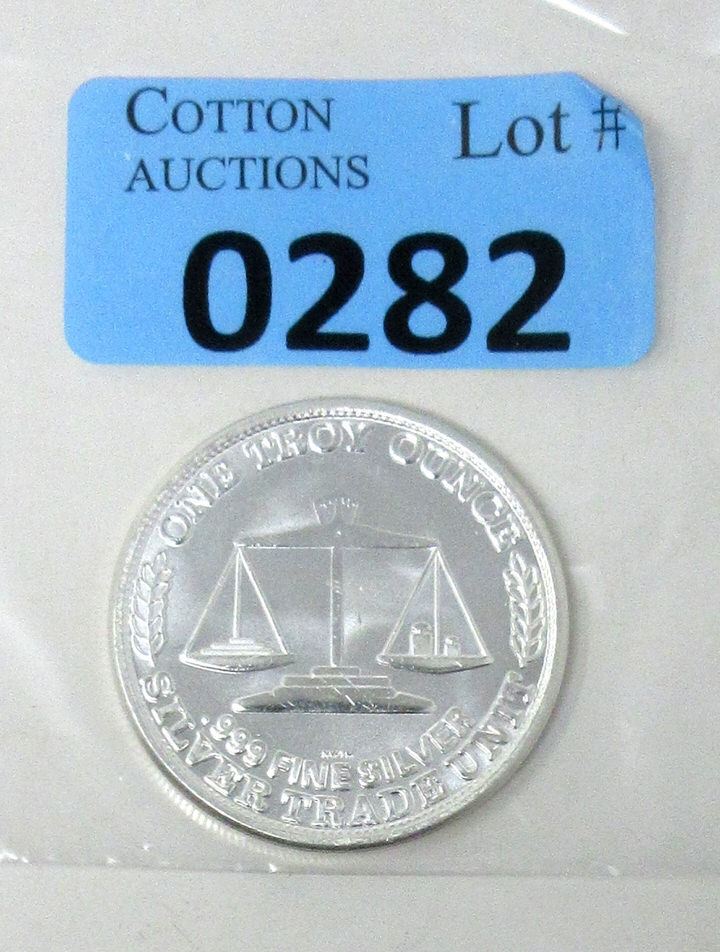 COTTON
AUCTIONS
Lot #
0282
ONE TROY OUNCE
.999 FINE SILVER
SILVER TRADE UNIT